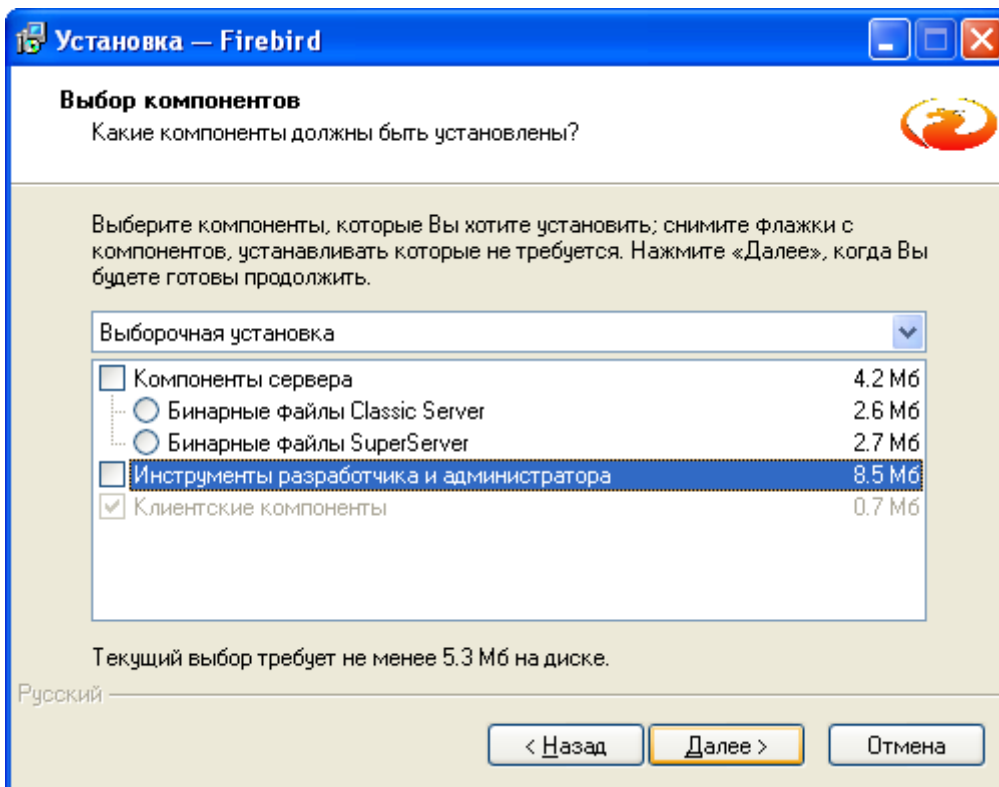 Установка — Firebird
Выбор компонентов
Какие компоненты должны быть установлены?
Выберите компоненты, которые Вы хотите установить; снимите флажки с
компонентов, устанавливать которые не требуется. Нажмите «Далее», когда Вы
будете готовы продолжить.
Выборочная установка
Компоненты сервера 4.2 Мб
Бинарные файлы Classic Server 2.6 Мб
Бинарные файлы SuperServer 2.7 Мб
Инструменты разработчика и администратора 8.5 Мб
Клиентские компоненты 0.7 Мб
Текущий выбор требует не менее 5.3 Мб на диске.
Русский
< Назад Далее > Отмена